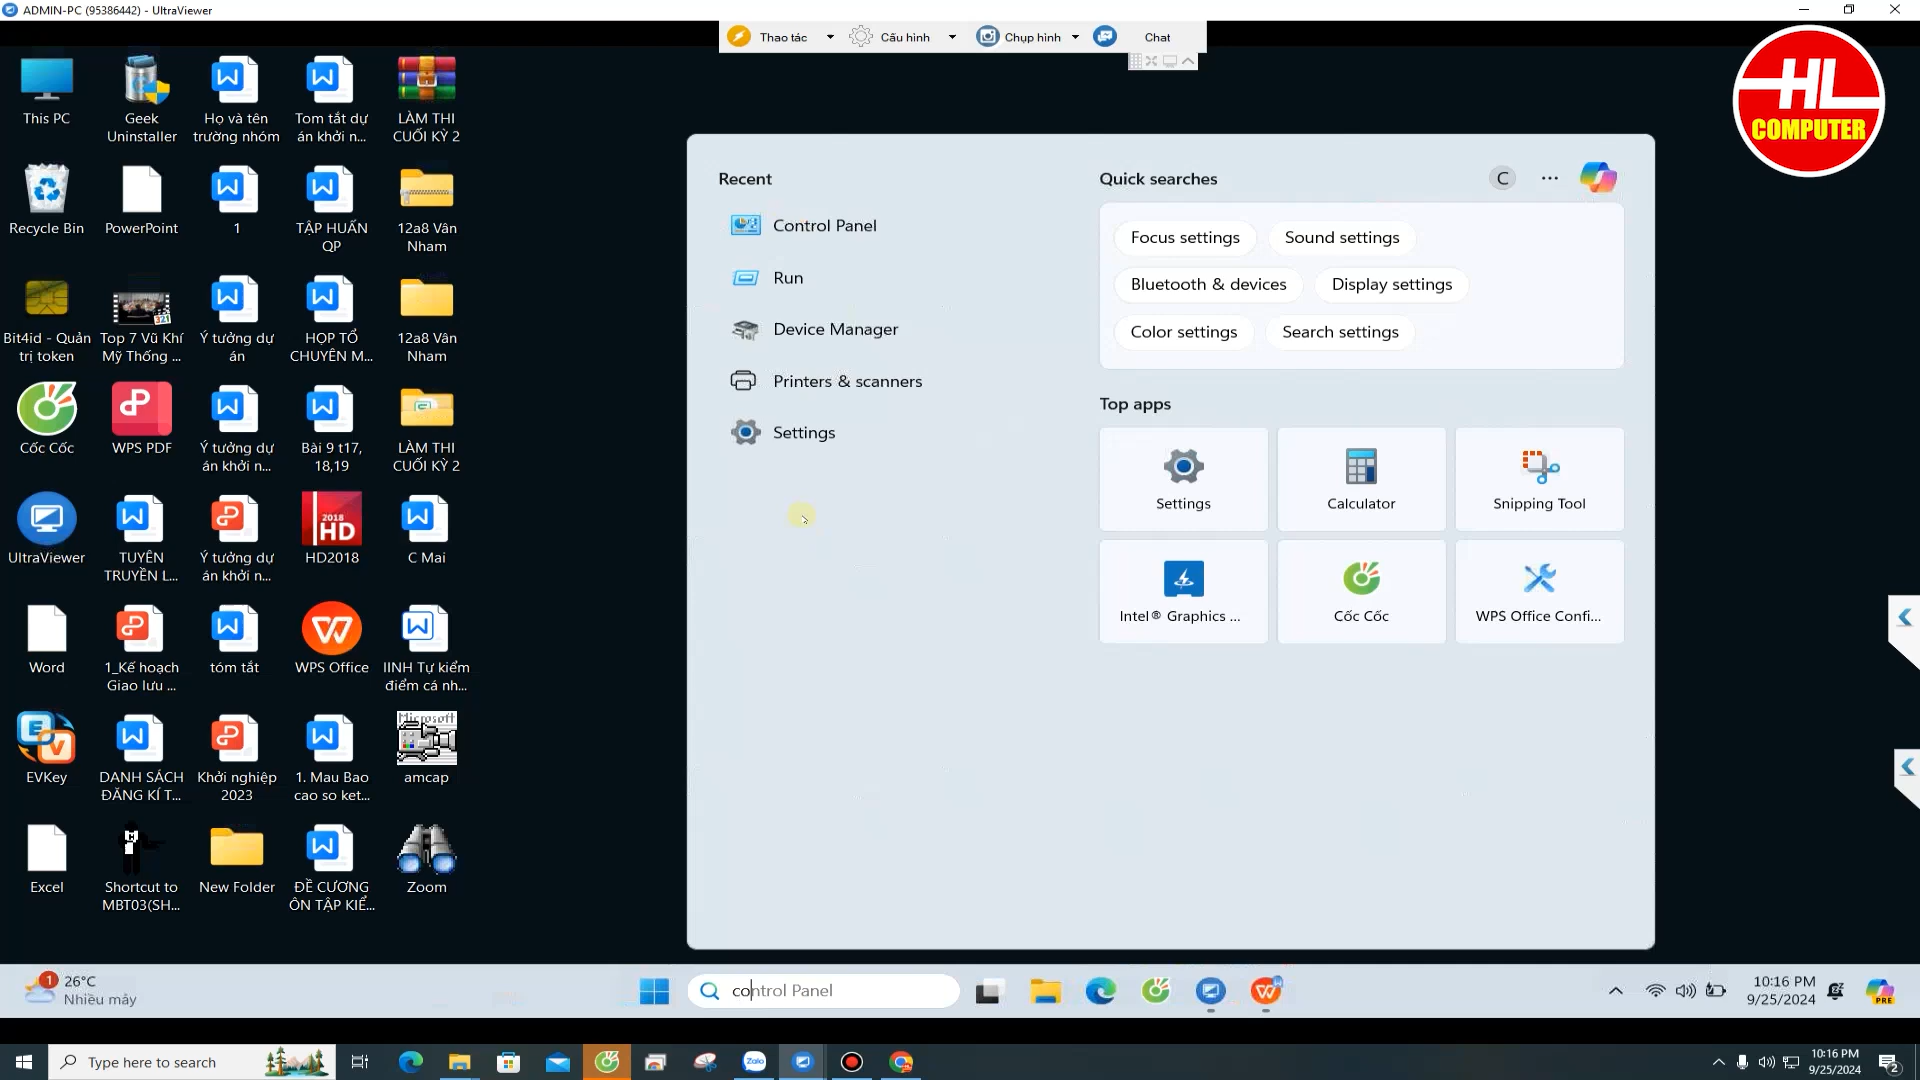 ADMIN-PC (95386442) - UltraViewer
Thao tác
Cấu hình
Chụp hình
Chat
HL
COMPUTER
This PC
Geek
Uninstaller
Họ và tên
trường nhóm
Tom tắt dự
án khởi n...
LÀM THI
CUỐI KỲ 2
Recycle Bin
PowerPoint
1
TẬP HUẤN
QP
12a8 Vân
Nham
Bit4id - Quản
trị token
Top 7 Vũ Khí
Mỹ Thống ...
Ý tưởng dự
án
HỌP TỔ
CHUYÊN M...
12a8 Vân
Nham
Cốc Cốc
WPS PDF
Ý tưởng dự
án khởi n...
Bài 9 t17,
18,19
LÀM THI
CUỐI KỲ 2
UltraViewer
TUYÊN
TRUYỀN L...
Ý tưởng dự
án khởi n...
2018
HD
HD2018
C Mai
Word
1_Kế hoạch
Giao lưu ...
tóm tắt
WPS Office
IINH Tự kiểm
điểm cá nh...
EVKey
DANH SÁCH
ĐĂNG KÍ T...
Khởi nghiệp
2023
1. Mau Bao
cao so ket...
Microsoft
amcap
Excel
Shortcut to
MBT03(SH...
New Folder
ĐỀ CƯƠNG
ÔN TẬP KIỂ...
Zoom
Recent
Control Panel
Run
Device Manager
Printers & scanners
Settings
Quick searches
C
Focus settings
Sound settings
Bluetooth & devices
Display settings
Color settings
Search settings
Top apps
Settings
Calculator
Snipping Tool
Intel® Graphics ...
Cốc Cốc
WPS Office Confi...
1
26°C
Nhiều mây
control Panel
10:16 PM
9/25/2024
PRE
Type here to search
Zalo
10:16 PM
9/25/2024
2